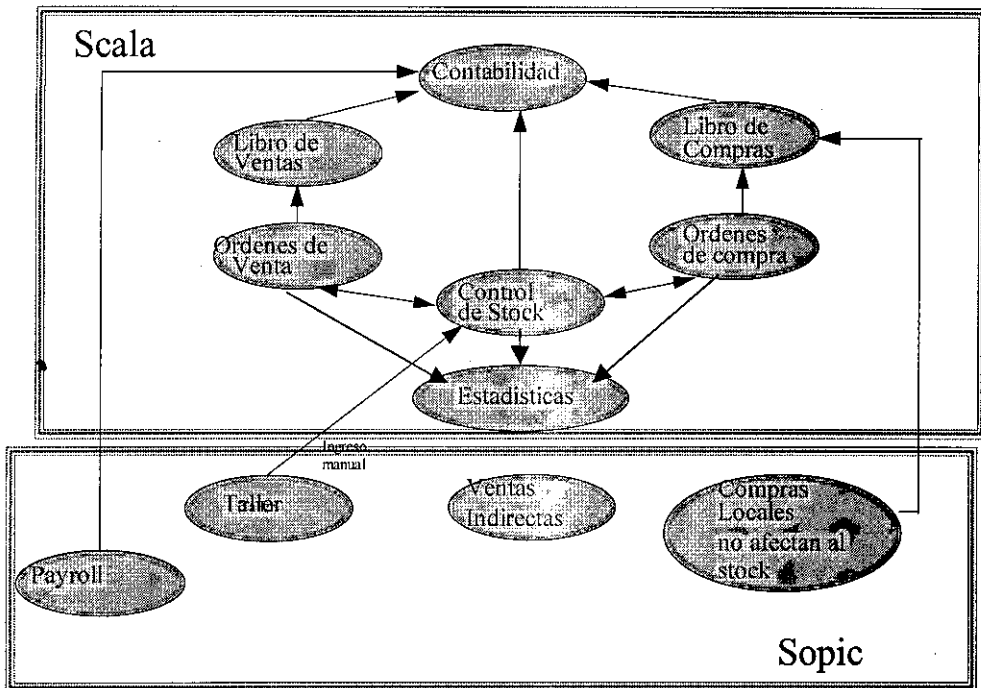 Scala
Contabilidad
Libro de
Ventas
Libro de
Compras
Ordenes de
Venta
Ordenes
de compra
Control
de Stock
Estadisticas
Ingreso
manual
Taller
Ventas
Indirectas
Compras
Locales
no afectan al
stock
Payroll
Sopic